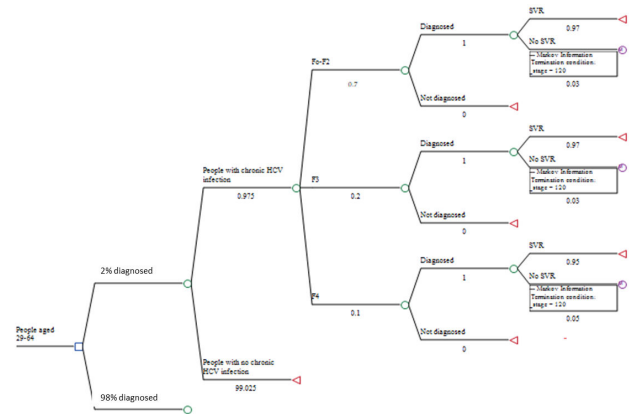 SVR
0.97
Diagnosed
1
No SVR
-- Markov Information
Termination condition:
_stage = 120
0.03
Fo-F2
0.7
Not diagnosed
0
SVR
0.97
Diagnosed
1
No SVR
-- Markov Information
Termination condition:
_stage = 120
0.03
People with chronic HCV
infection
0.975
F3
0.2
Not diagnosed
0
SVR
0.95
Diagnosed
1
No SVR
-- Markov Information
Termination condition:
_stage = 120
0.05
2% diagnosed
F4
0.1
Not diagnosed
0
People aged
29-64
People with no chronic
HCV infection
99.025
98% diagnosed